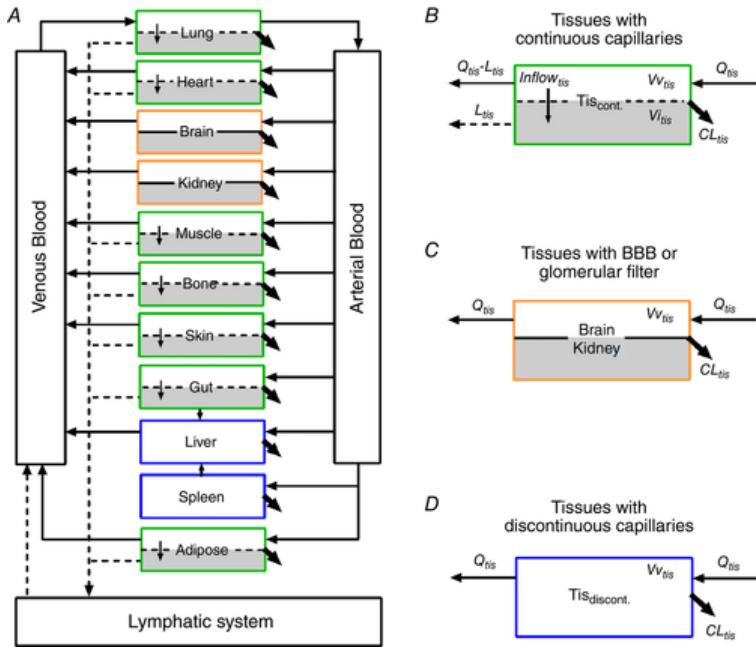 A
Lung
Heart
Brain
Kidney
Muscle
Bone
Skin
Gut
Liver
Spleen
Adipose
Venous Blood
Arterial Blood
Lymphatic system
B
Tissues with
continuous capillaries
Qtis-Ltis
Inflowtis
Vvtis
Qtis
Ltis
Tiscont.
Vitis
CLtis
C
Tissues with BBB or
glomerular filter
Qtis
Vvtis
Qtis
Brain
Kidney
CLtis
D
Tissues with
discontinuous capillaries
Qtis
Vvtis
Qtis
Tisdiscont.
CLtis